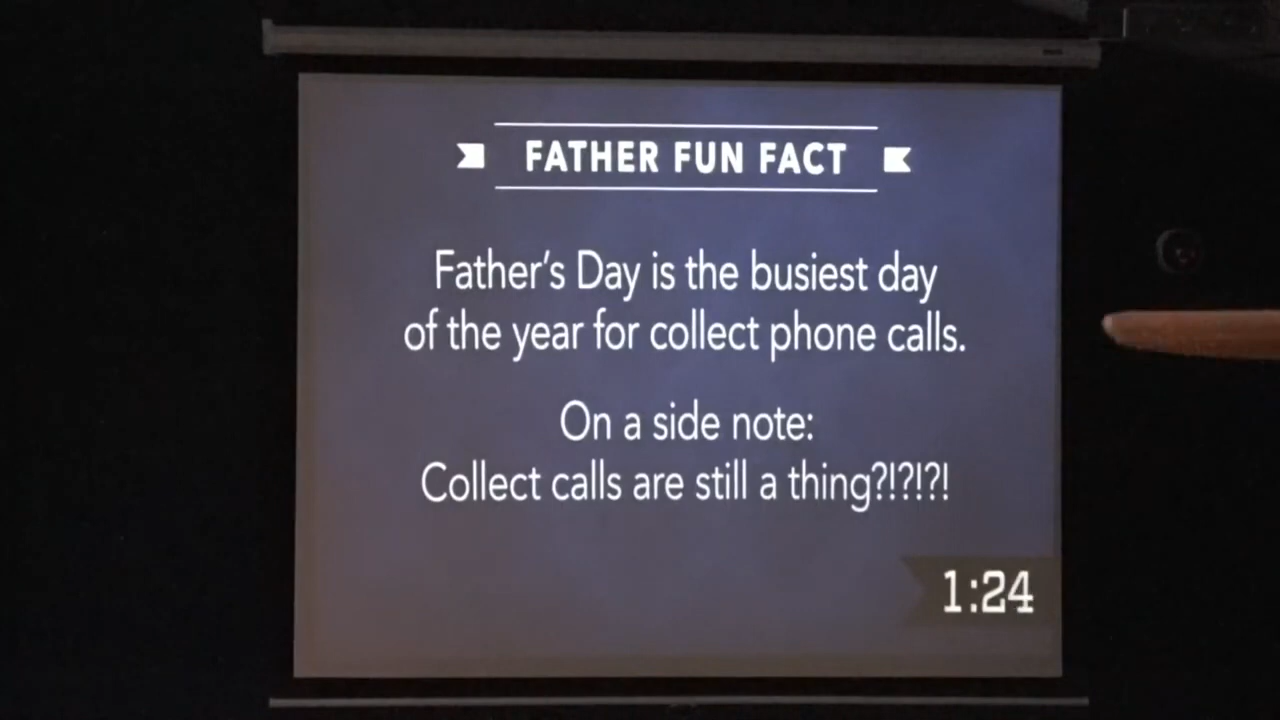 FATHER FUN FACT
Father's Day is the busiest day
of the year for collect phone calls.
On a side note:
Collect calls are still a thing?!?!?!
1:24